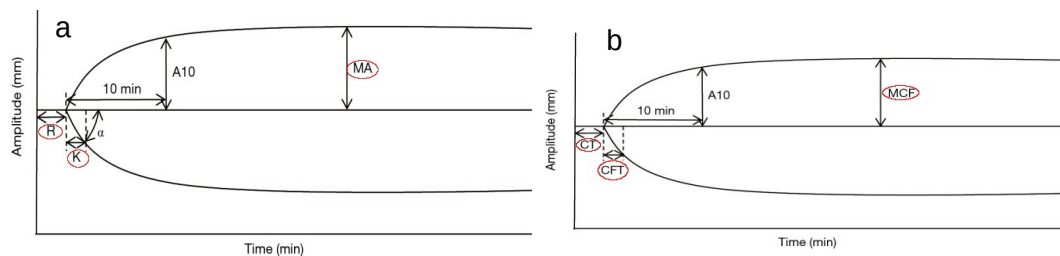 a
Amplitude (mm)
10 min
A10
MA
R
K
α
Time (min)
b
Amplitude (mm)
10 min
A10
MCF
CT
CFT
Time (min)